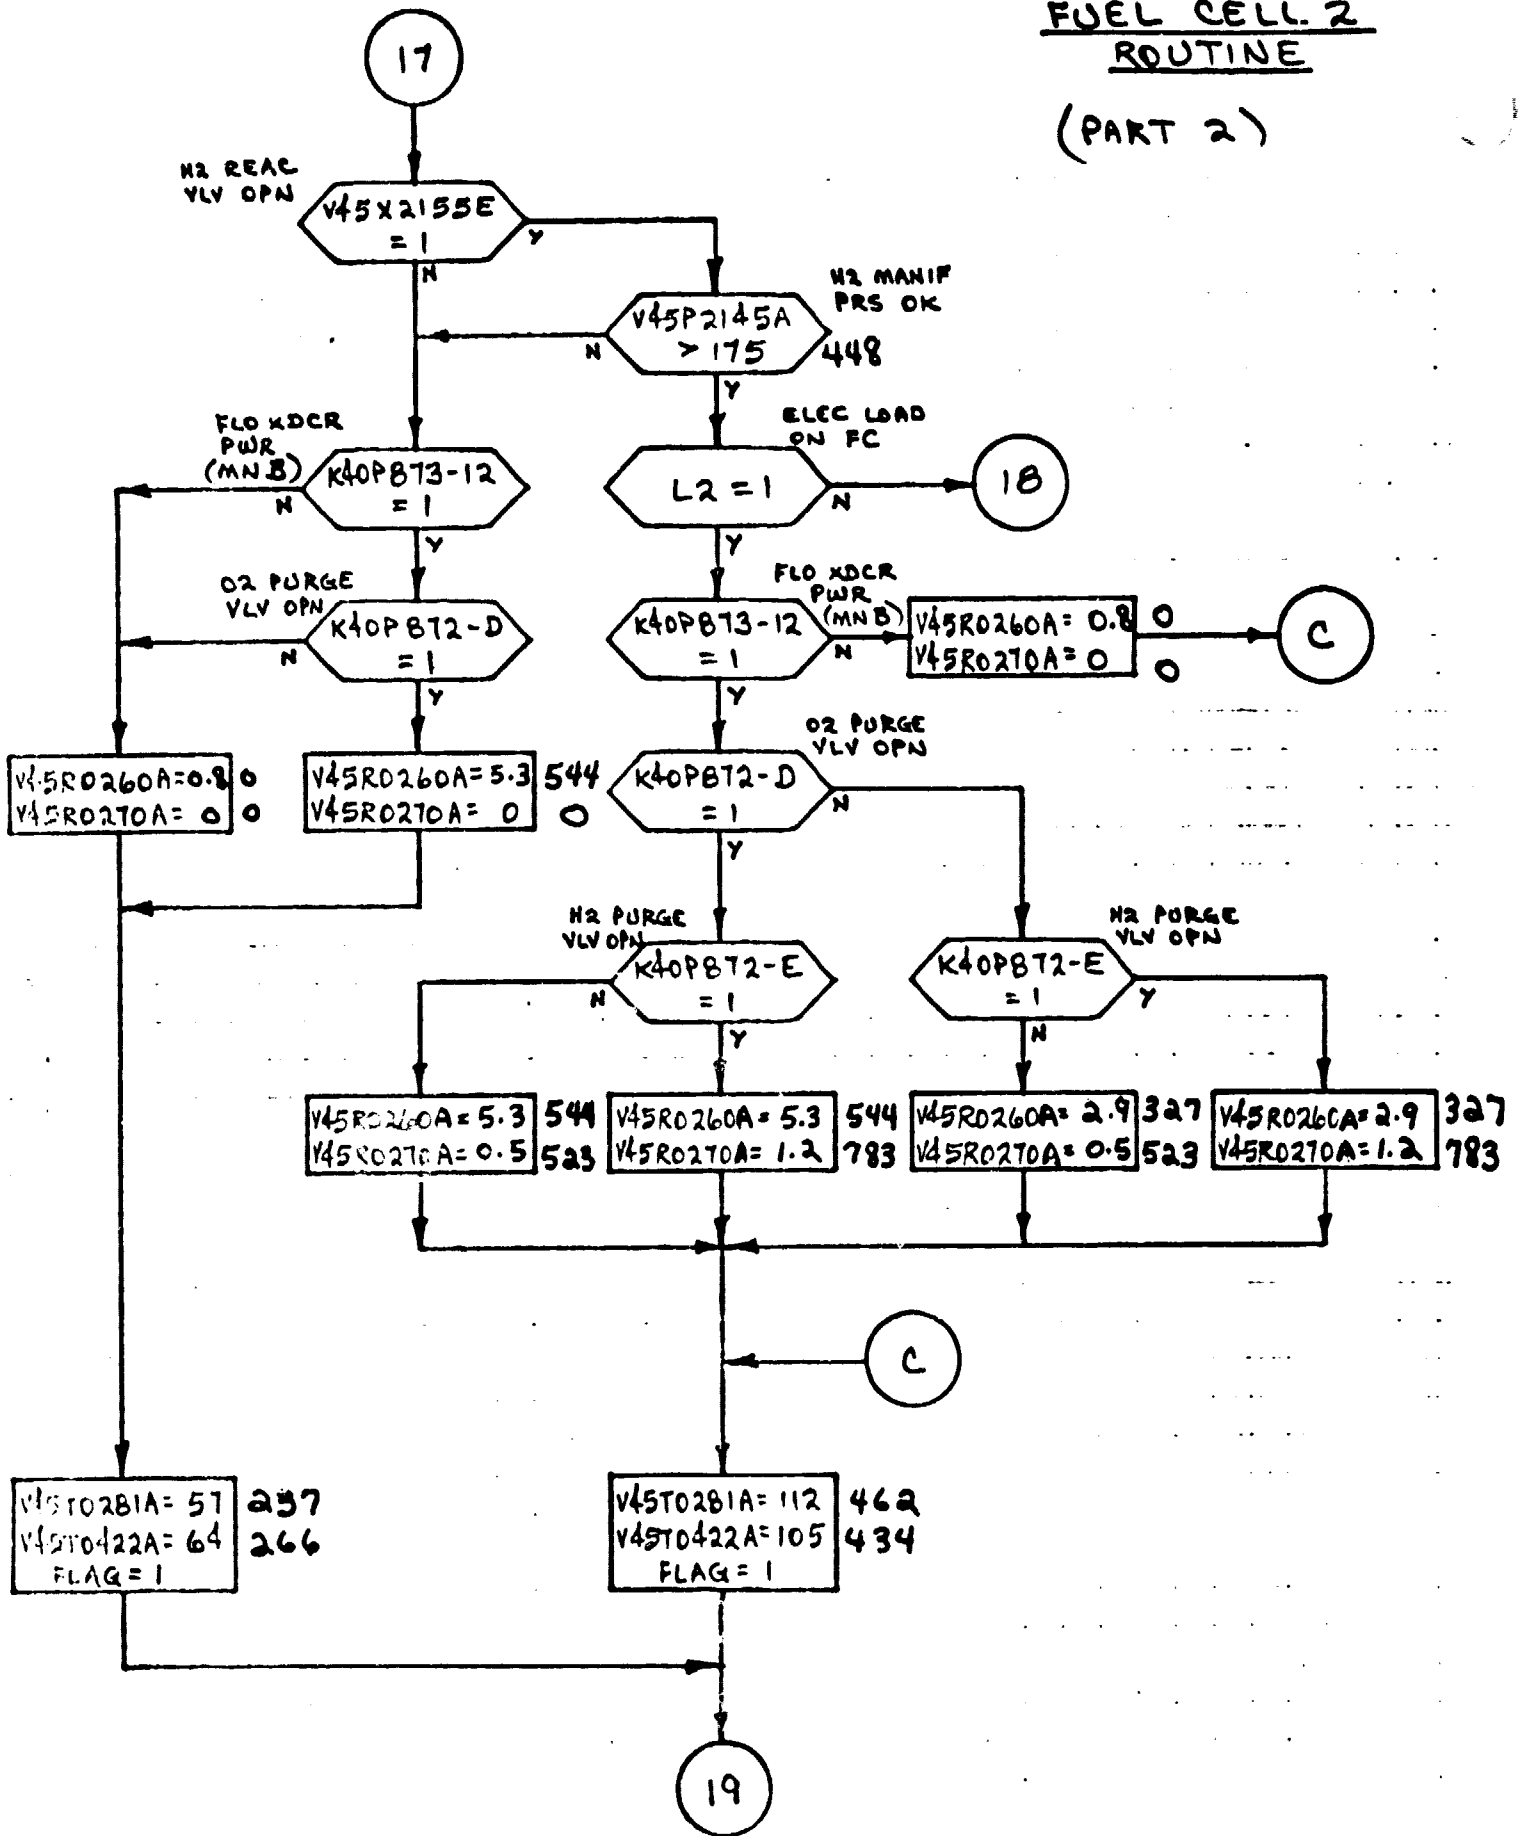 FUEL CELL 2
ROUTINE
(PART 2)
17
H2 REAC
VLV OPN
V45X2155E
= 1
Y
N
H2 MANIF
PRS OK
V45P2145A
> 175
448
N
Y
FLO XDCR
PWR
(MNB)
K40P873-12
= 1
N
Y
ELEC LOAD
ON FC
L2 = 1
N
Y
18
O2 PURGE
VLV OPN
K40P872-D
= 1
N
Y
FLO XDCR
PWR
(MNB)
K40P873-12
= 1
N
Y
V45R0260A= 0.8 0
V45R0270A= 0 0
C
V45R0260A=0.8 0
V45R0270A= 0 0
V45R0260A=5.3 544
V45R0270A= 0 0
O2 PURGE
VLV OPN
K40P872-D
= 1
N
Y
H2 PURGE
VLV OPN
K40P872-E
= 1
N
Y
H2 PURGE
VLV OPN
K40P872-E
= 1
Y
N
V45R0260A= 5.3 544
V45R0270A= 0.5 523
V45R0260A= 5.3 544
V45R0270A= 1.2 783
V45R0260A= 2.9 327
V45R0270A= 0.5 523
V45R0260A=2.9 327
V45R0270A=1.2 783
C
V45T0281A= 57 237
V45T0422A= 64 266
FLAG = 1
V45T0281A= 112 462
V45T0422A= 105 434
FLAG = 1
19